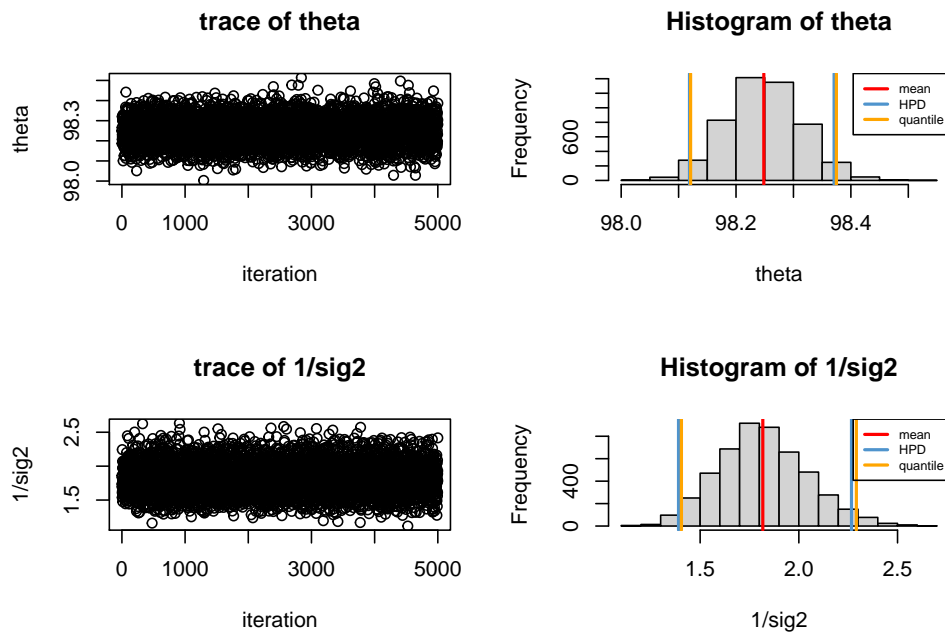 trace of theta
theta
98.0
98.3
0
1000
3000
5000
iteration
Histogram of theta
Frequency
0
600
98.0
98.2
98.4
theta
mean
HPD
quantile
trace of 1/sig2
1/sig2
1.5
2.5
0
1000
3000
5000
iteration
Histogram of 1/sig2
Frequency
0
400
1.5
2.0
2.5
1/sig2
mean
HPD
quantile